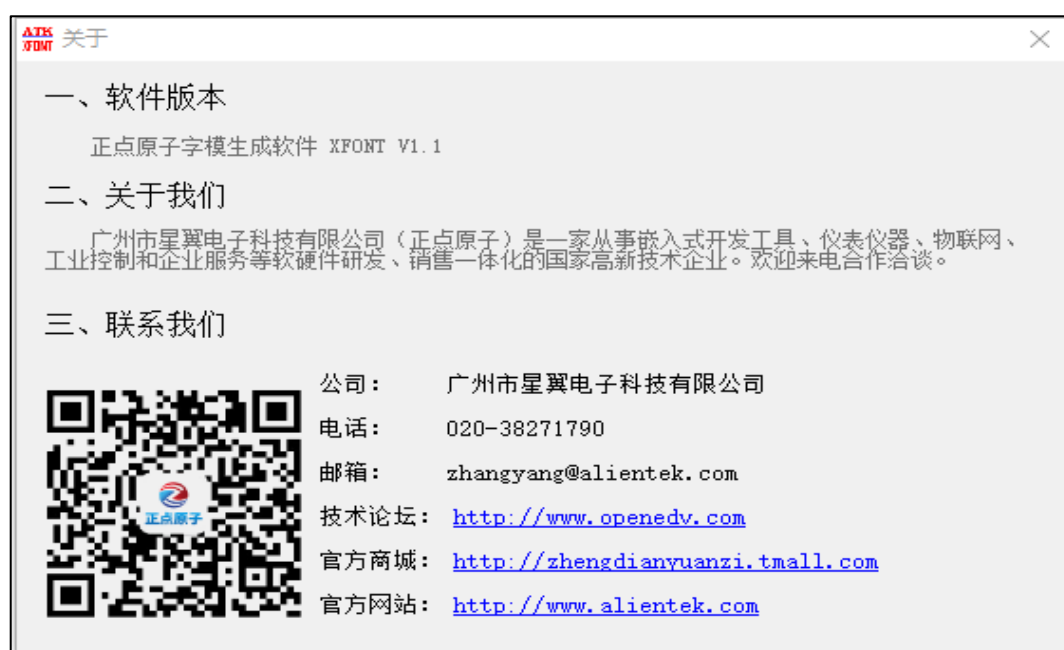 ATK
XFONT 关于
一、软件版本
正点原子字模生成软件 XFONT V1.1
二、关于我们
广州市星翼电子科技有限公司（正点原子）是一家从事嵌入式开发工具、仪表仪器、物联网、
工业控制和企业服务等软硬件研发、销售一体化的国家高新技术企业。欢迎来电合作洽谈。
三、联系我们
公司： 广州市星翼电子科技有限公司
电话： 020-38271790
邮箱： zhangyang@alientek.com
技术论坛： http://www.openedv.com
官方商城： http://zhengdianyuanzi.tmall.com
官方网站： http://www.alientek.com
正点原子